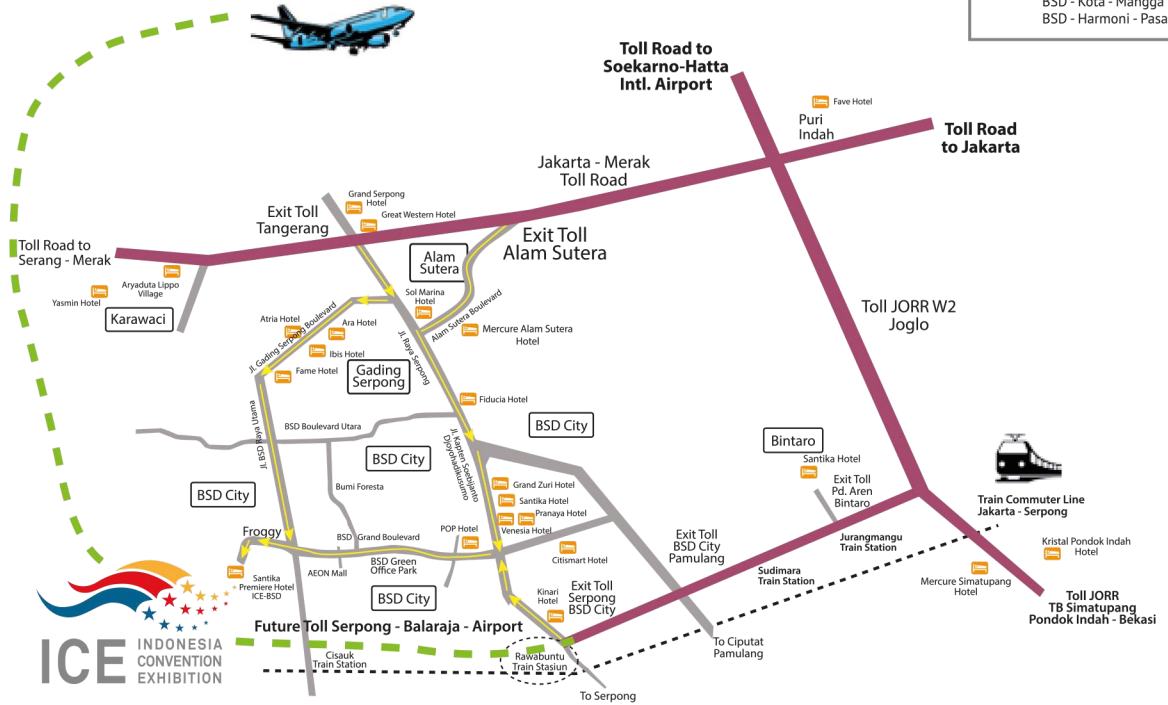 BSD - Kota - Mangga
BSD - Harmoni - Pasa
Toll Road to
Soekarno-Hatta
Intl. Airport
Fave Hotel
Puri
Indah
Toll Road
to Jakarta
Jakarta - Merak
Toll Road
Grand Serpong
Hotel
Great Western Hotel
Exit Toll
Tangerang
Exit Toll
Alam Sutera
Toll Road to
Serang - Merak
Alam
Sutera
Aryaduta Lippo
Village
Yasmin Hotel
Karawaci
Sol Marina
Hotel
Alam Sutera Boulevard
Mercure Alam Sutera
Hotel
Toll JORR W2
Joglo
Atria Hotel
Ara Hotel
Jl. Gading Serpong Boulevard
Ibis Hotel
Fame Hotel
Gading
Serpong
Jl. Raya Serpong
Fiducia Hotel
BSD City
BSD Boulevard Utara
Jl. BSD Raya Utama
Jl. Kapten Soebijanto
Djoyohadikusumo
BSD City
Bintaro
Santika Hotel
Exit Toll
Pd. Aren
Bintaro
Train Commuter Line
Jakarta - Serpong
BSD City
Bumi Foresta
Grand Zuri Hotel
Santika Hotel
Pranaya Hotel
Venesia Hotel
POP Hotel
Froggy
BSD Grand Boulevard
BSD Green
Office Park
AEON Mall
Citismart Hotel
Exit Toll
BSD City
Pamulang
Jurangmangu
Train Station
Sudimara
Train Station
Kristal Pondok Indah
Hotel
Mercure Simatupang
Hotel
Toll JORR
TB Simatupang
Pondok Indah - Bekasi
Santika
Premiere Hotel
ICE-BSD
BSD City
Kinari
Hotel
Exit Toll
Serpong
BSD City
Future Toll Serpong - Balaraja - Airport
ICE
INDONESIA
CONVENTION
EXHIBITION
Cisauk
Train Station
Rawabuntu
Train Stasiun
To Ciputat
Pamulang
To Serpong